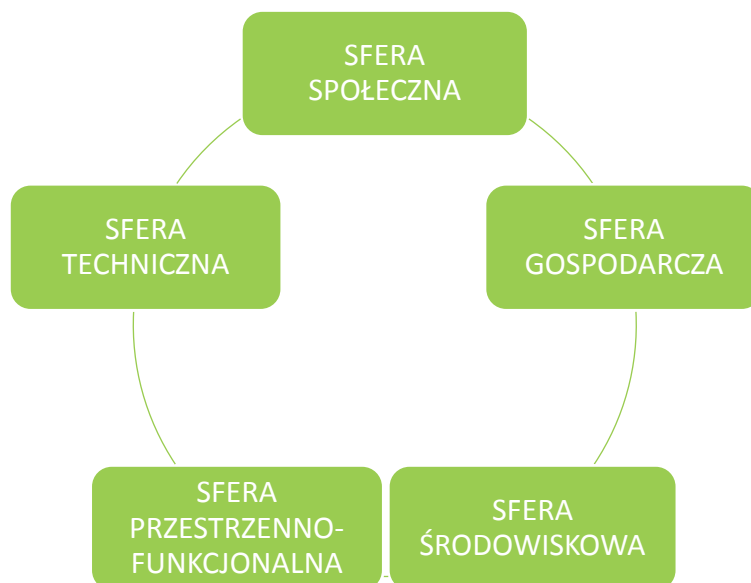 SFERA
SPOŁECZNA
SFERA
GOSPODARCZA
SFERA
ŚRODOWISKOWA
SFERA
PRZESTRZENNO-
FUNKCJONALNA
SFERA
TECHNICZNA